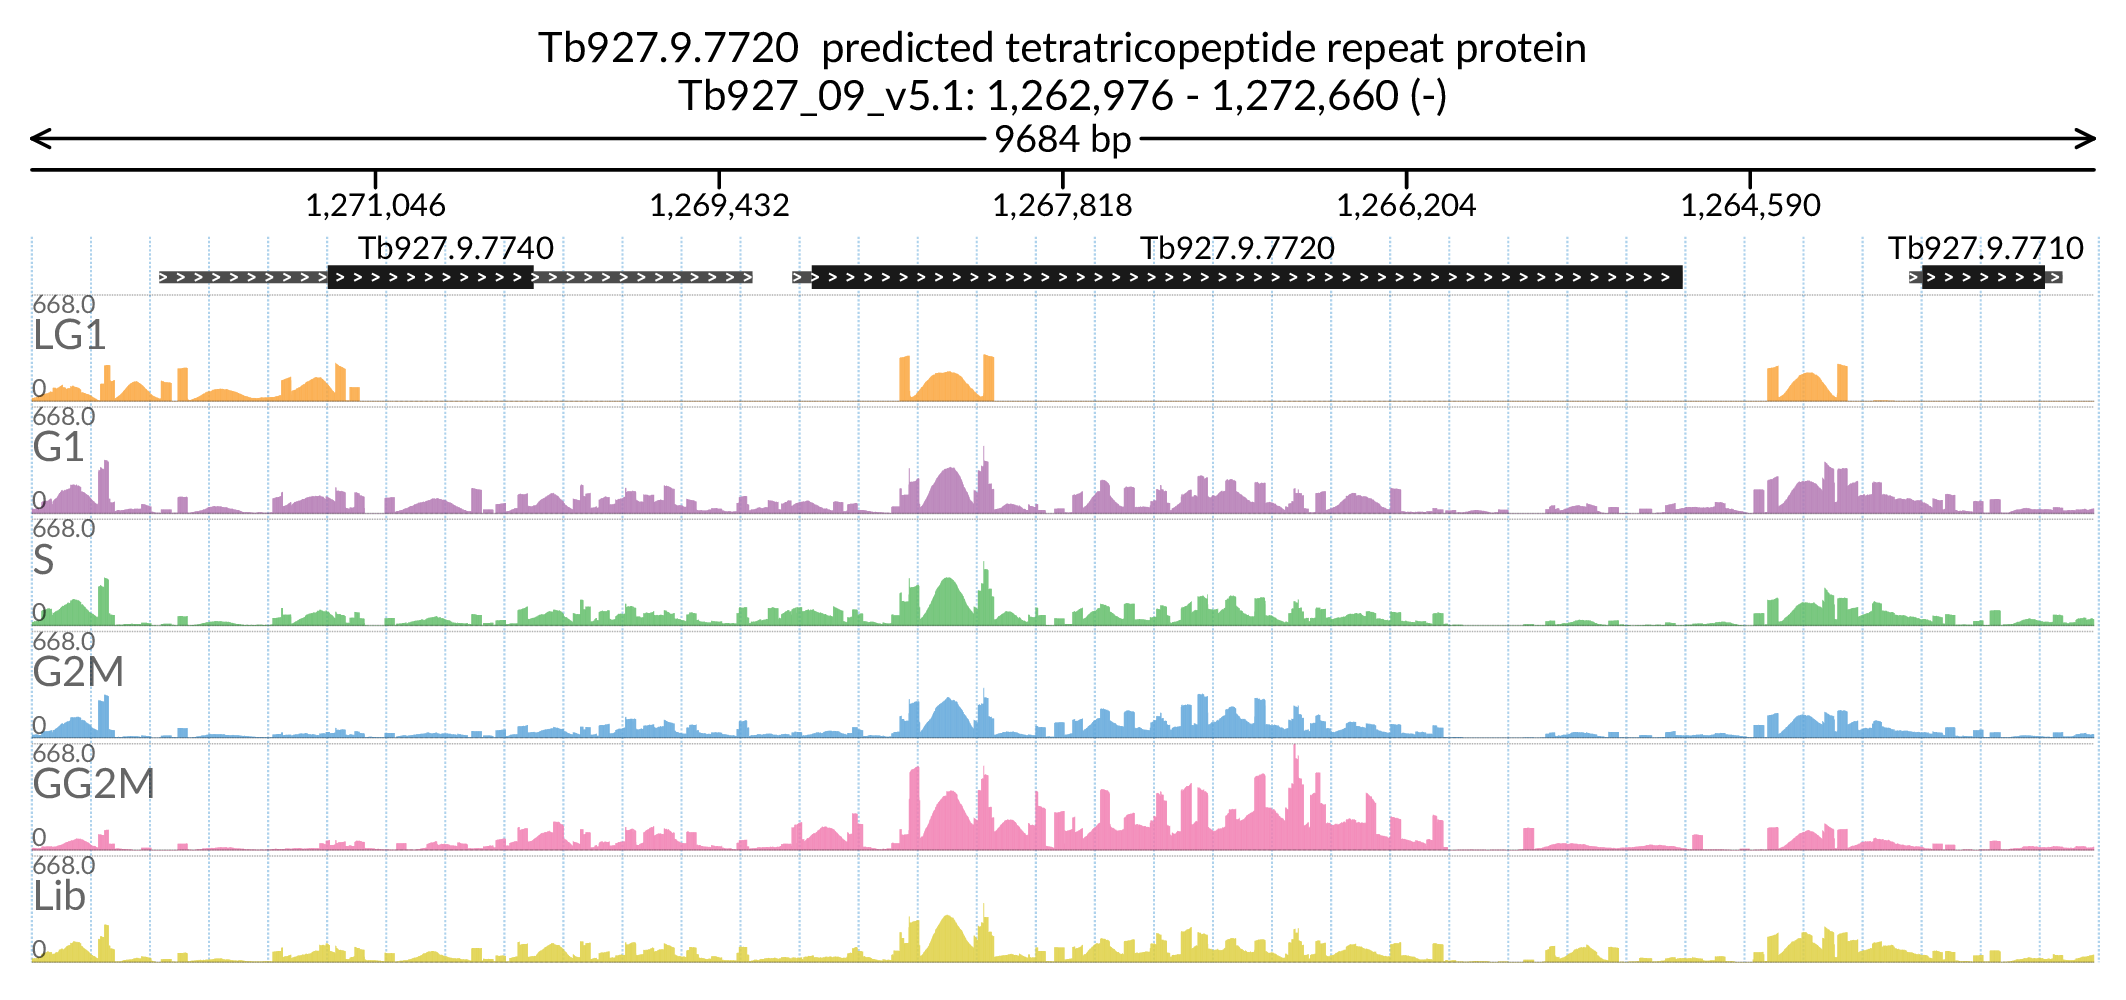 Tb927.9.7720 predicted tetratricopeptide repeat protein
Tb927_09_v5.1: 1,262,976 - 1,272,660 (-)
9684 bp
1,271,046 1,269,432 1,267,818 1,266,204 1,264,590
Tb927.9.7740 Tb927.9.7720 Tb927.9.7710
668.0
LG1
0
668.0
G1
0
668.0
S
0
668.0
G2M
0
668.0
GG2M
0
668.0
Lib
0